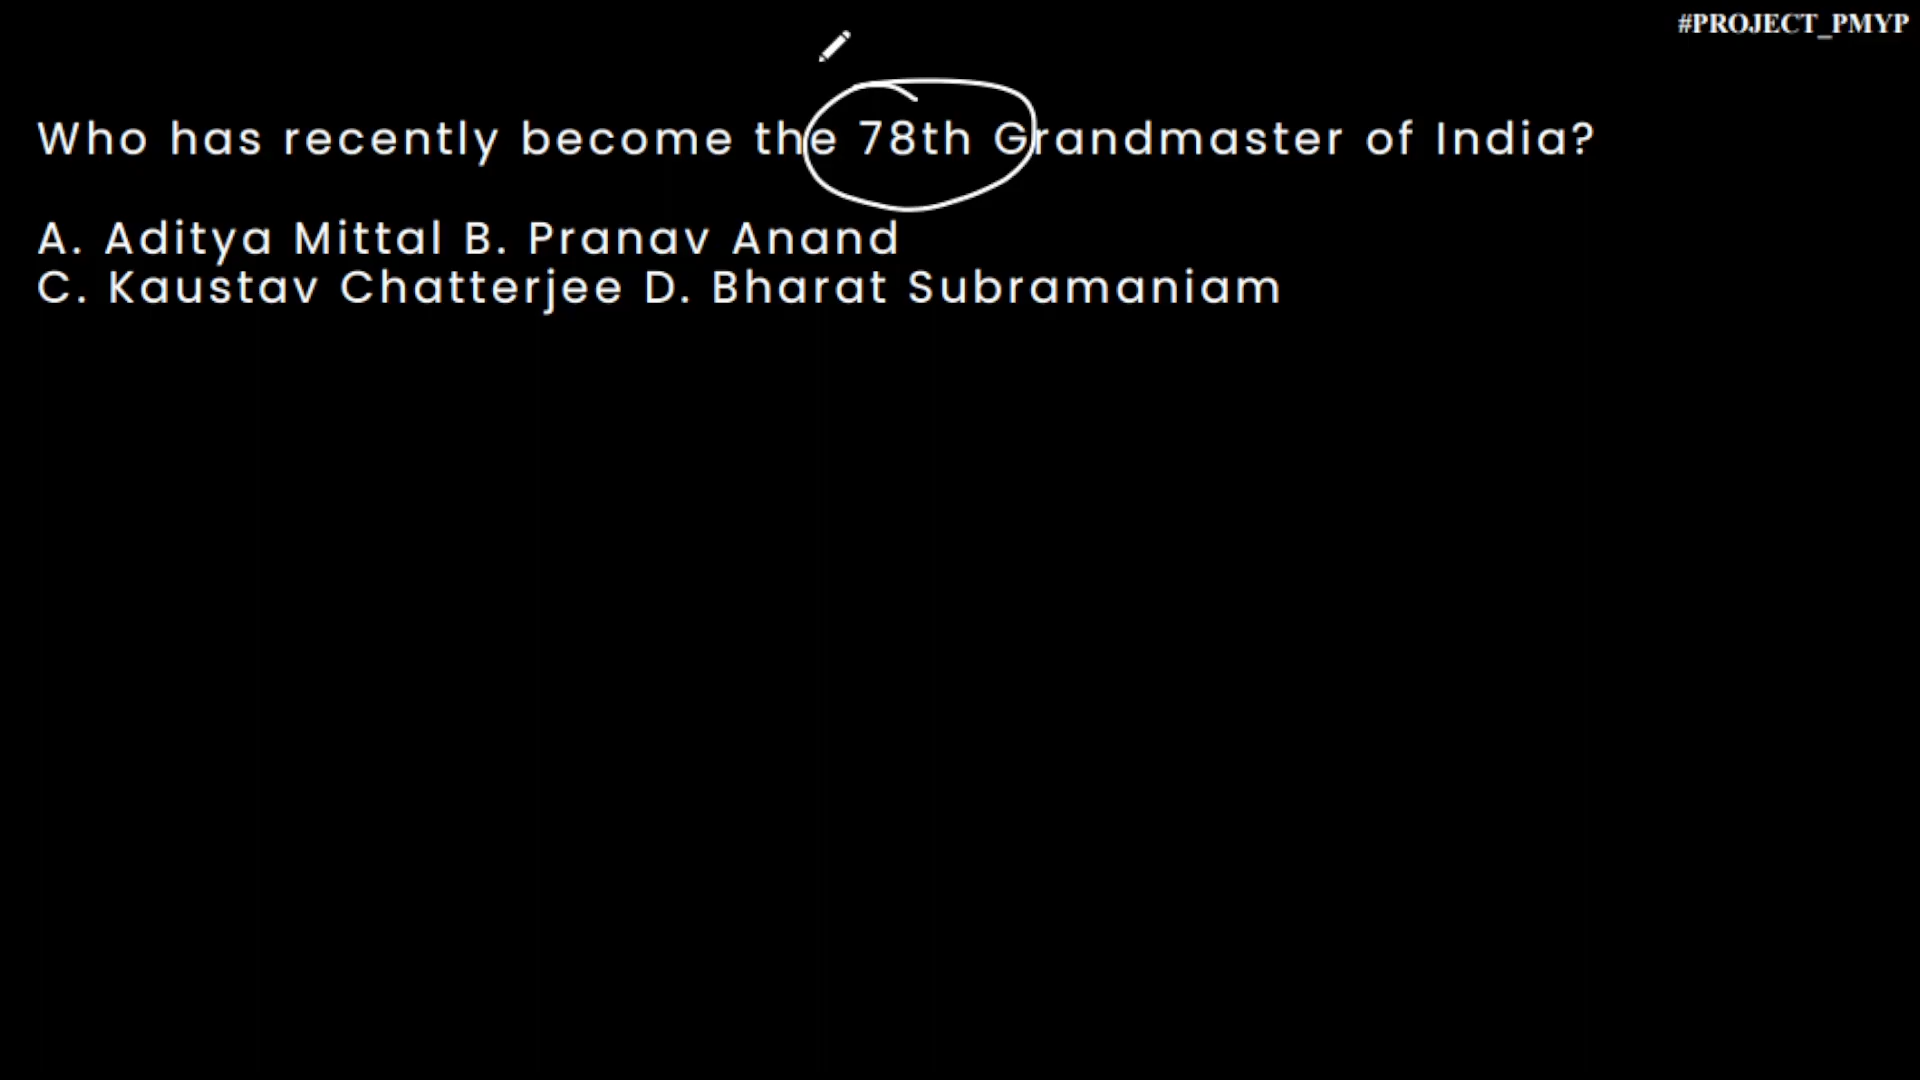 #PROJECT_PMYP
Who has recently become the 78th Grandmaster of India?
A. Aditya Mittal B. Pranav Anand
C. Kaustav Chatterjee D. Bharat Subramaniam